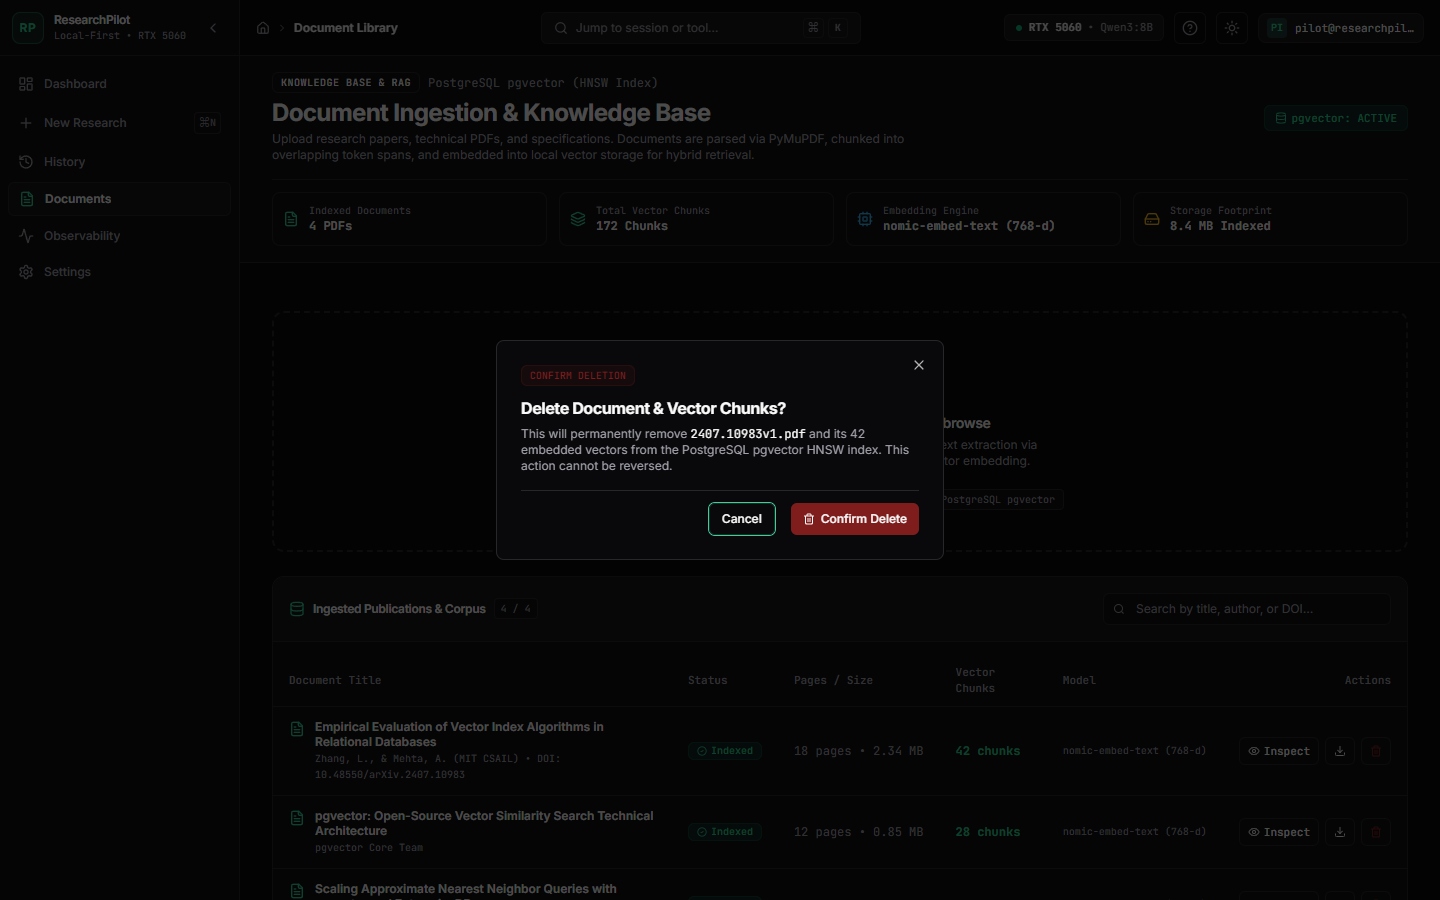 RP
ResearchPilot
Local-First • RTX 5060
Document Library
Jump to session or tool...
⌘ K
RTX 5060 • Qwen3:8B
PI
pilot@researchpil…
Dashboard
New Research
⌘N
History
Documents
Observability
Settings
KNOWLEDGE BASE & RAG
PostgreSQL pgvector (HNSW Index)
Document Ingestion & Knowledge Base
Upload research papers, technical PDFs, and specifications. Documents are parsed via PyMuPDF, chunked into
overlapping token spans, and embedded into local vector storage for hybrid retrieval.
pgvector: ACTIVE
Indexed Documents
4 PDFs
Total Vector Chunks
172 Chunks
Embedding Engine
nomic-embed-text (768-d)
Storage Footprint
8.4 MB Indexed
browse
ext extraction via
tor embedding.
PostgreSQL pgvector
CONFIRM DELETION
Delete Document & Vector Chunks?
This will permanently remove 2407.10983v1.pdf and its 42
embedded vectors from the PostgreSQL pgvector HNSW index. This
action cannot be reversed.
Cancel
Confirm Delete
Ingested Publications & Corpus
4 / 4
Search by title, author, or DOI...
Document Title
Status
Pages / Size
Vector
Chunks
Model
Actions
Empirical Evaluation of Vector Index Algorithms in
Relational Databases
Zhang, L., & Mehta, A. (MIT CSAIL) • DOI:
10.48550/arXiv.2407.10983
Indexed
18 pages • 2.34 MB
42 chunks
nomic-embed-text (768-d)
Inspect
pgvector: Open-Source Vector Similarity Search Technical
Architecture
pgvector Core Team
Indexed
12 pages • 0.85 MB
28 chunks
nomic-embed-text (768-d)
Inspect
Scaling Approximate Nearest Neighbor Queries with